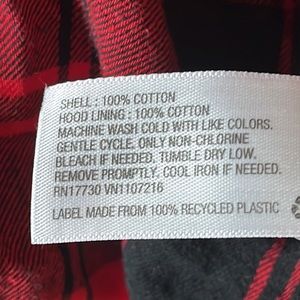 SHELL : 100% COTTON
HOOD LINING : 100% COTTON
MACHINE WASH COLD WITH LIKE COLORS.
GENTLE CYCLE, ONLY NON-CHLORINE
BLEACH IF NEEDED, TUMBLE DRY LOW.
REMOVE PROMPTLY. COOL IRON IF NEEDED.
RN17730 VN1107216
LABEL MADE FROM 100% RECYCLED PLASTIC